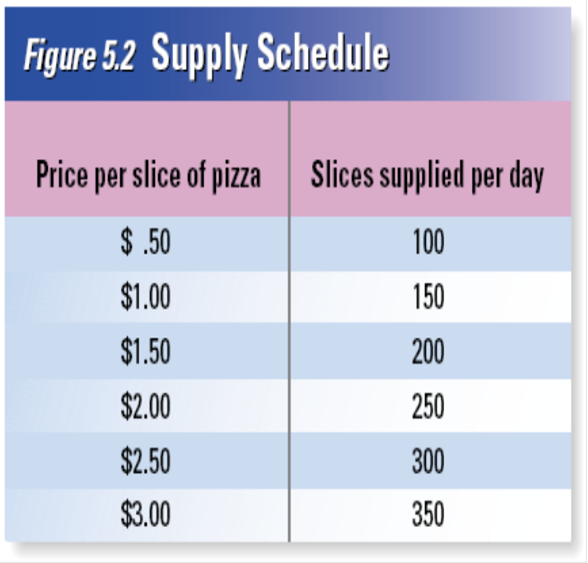 Figure 5.2 Supply Schedule
Price per slice of pizza Slices supplied per day
$ .50 100
$1.00 150
$1.50 200
$2.00 250
$2.50 300
$3.00 350